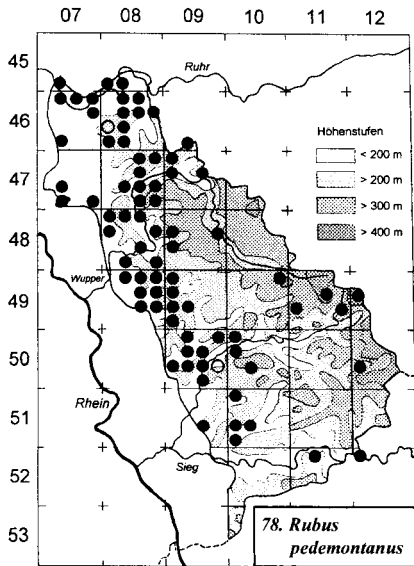 07 08 09 10 11 12
45
Ruhr
46
Höhenstufen
< 200 m
> 200 m
> 300 m
> 400 m
47
48
Wupper
49
50
Rhein
51
Sieg
52
53
78. Rubus
pedemontanus